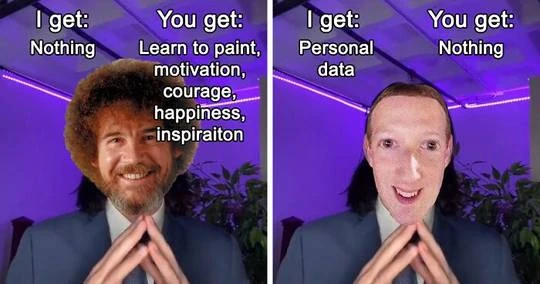 I get:
You get:
Nothing
Learn to paint,
motivation,
courage,
happiness,
inspiraiton
I get:
You get:
Personal
data
Nothing